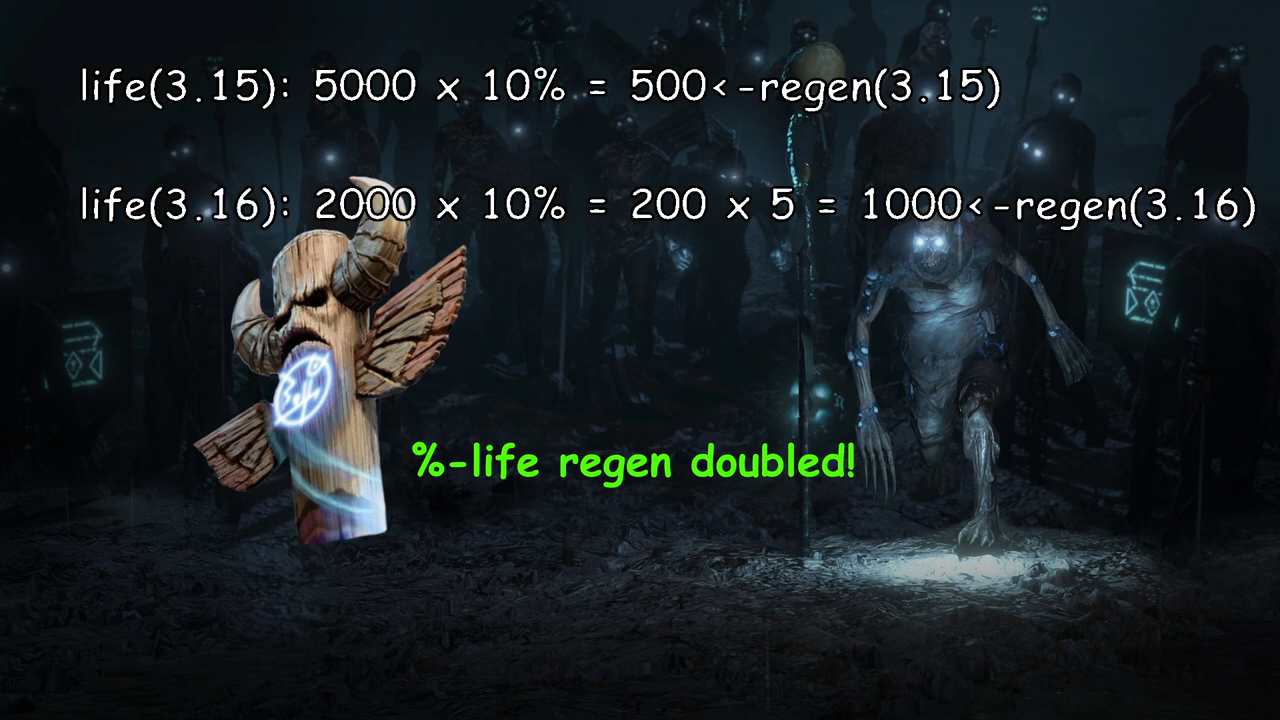 life(3.15): 5000 x 10% = 500<-regen(3.15)
life(3.16): 2000 x 10% = 200 x 5 = 1000<-regen(3.16)
%-life regen doubled!